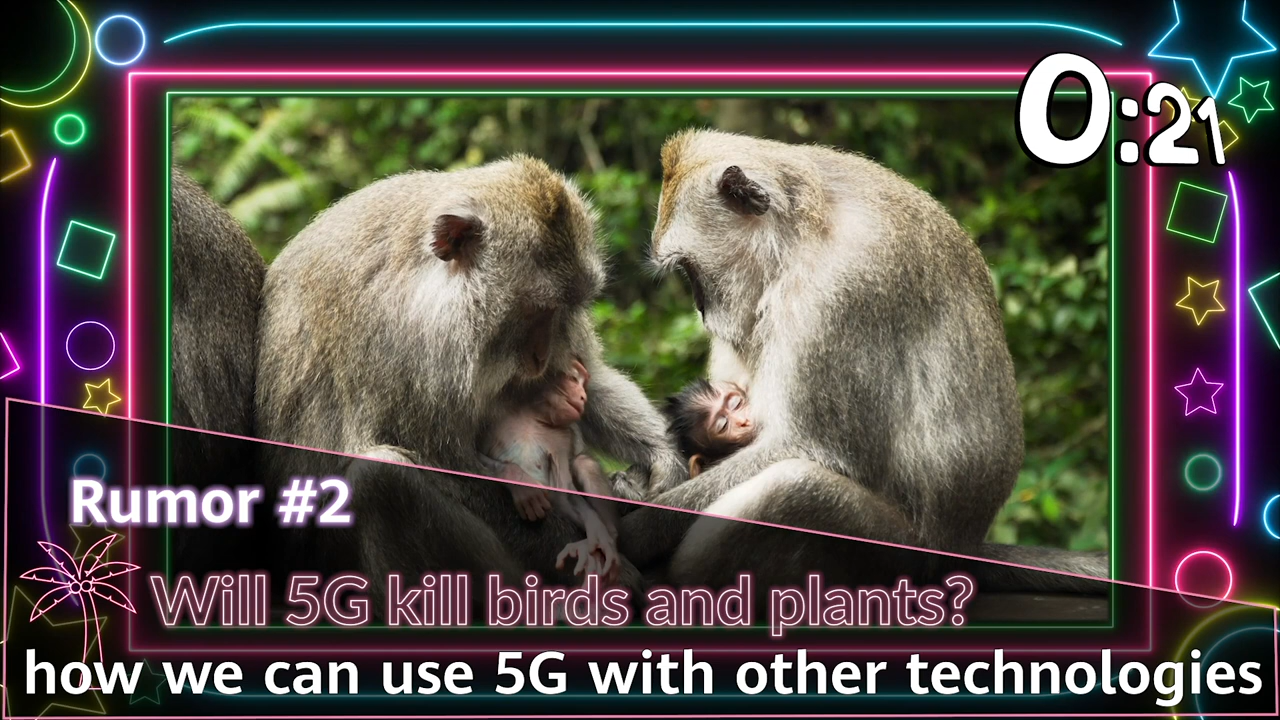 0:21
Rumor #2
Will 5G kill birds and plants?
how we can use 5G with other technologies